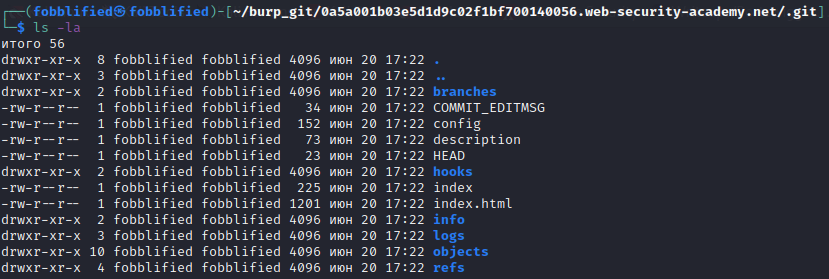 ┌──(fobblified㉿fobblified)-[~/burp_git/0a5a001b03e5d1d9c02f1bf700140056.web-security-academy.net/.git]
└─$ ls -la
итого 56
drwxr-xr-x  8 fobblified fobblified 4096 июн 20 17:22 .
drwxr-xr-x  3 fobblified fobblified 4096 июн 20 17:22 ..
drwxr-xr-x  2 fobblified fobblified 4096 июн 20 17:22 branches
-rw-r--r--  1 fobblified fobblified   34 июн 20 17:22 COMMIT_EDITMSG
-rw-r--r--  1 fobblified fobblified  152 июн 20 17:22 config
-rw-r--r--  1 fobblified fobblified   73 июн 20 17:22 description
-rw-r--r--  1 fobblified fobblified   23 июн 20 17:22 HEAD
drwxr-xr-x  2 fobblified fobblified 4096 июн 20 17:22 hooks
-rw-r--r--  1 fobblified fobblified  225 июн 20 17:22 index
-rw-r--r--  1 fobblified fobblified 1201 июн 20 17:22 index.html
drwxr-xr-x  2 fobblified fobblified 4096 июн 20 17:22 info
drwxr-xr-x  3 fobblified fobblified 4096 июн 20 17:22 logs
drwxr-xr-x 10 fobblified fobblified 4096 июн 20 17:22 objects
drwxr-xr-x  4 fobblified fobblified 4096 июн 20 17:22 refs